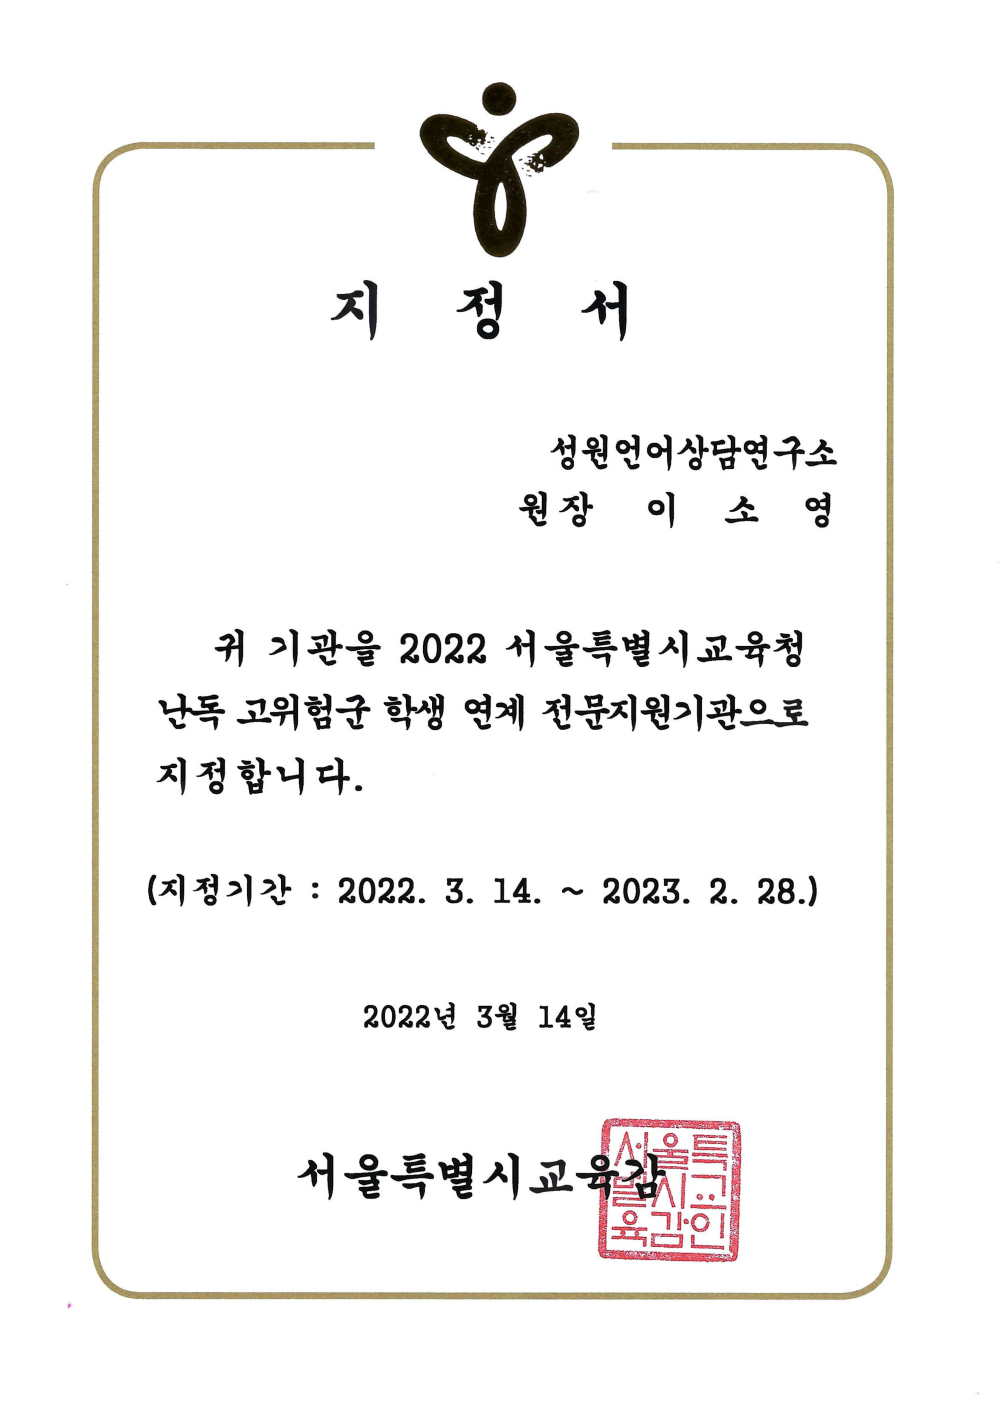 지 정 서
성원언어상담연구소
원장 이 소 영
귀 기관을 2022 서울특별시교육청
난독 고위험군 학생 연계 전문지원기관으로
지정합니다.
(지정기간 : 2022. 3. 14. ~ 2023. 2. 28.)
2022년 3월 14일
서울특별시교육감
서울특
별시교
육감인